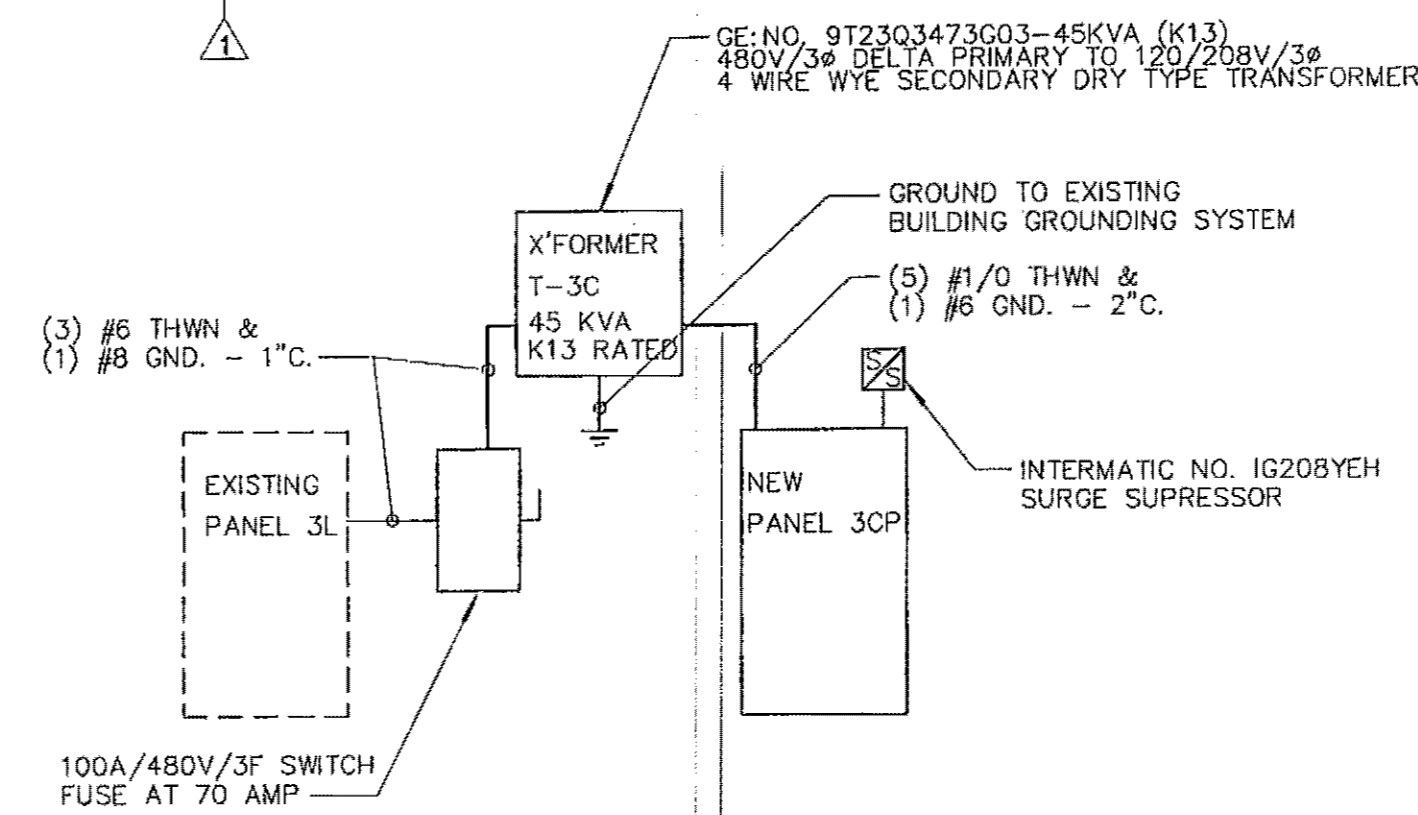 1
GE: NO. 9T23Q3473G03-45KVA (K13)
480V/3ø DELTA PRIMARY TO 120/208V/3ø
4 WIRE WYE SECONDARY DRY TYPE TRANSFORMER
GROUND TO EXISTING
BUILDING GROUNDING SYSTEM
X'FORMER
T-3C
45 KVA
K13 RATED
(5) #1/0 THWN &
(1) #6 GND. - 2"C.
(3) #6 THWN &
(1) #8 GND. - 1"C.
S/S
EXISTING
PANEL 3L
NEW
PANEL 3CP
INTERMATIC NO. IG208YEH
SURGE SUPRESSOR
100A/480V/3F SWITCH
FUSE AT 70 AMP